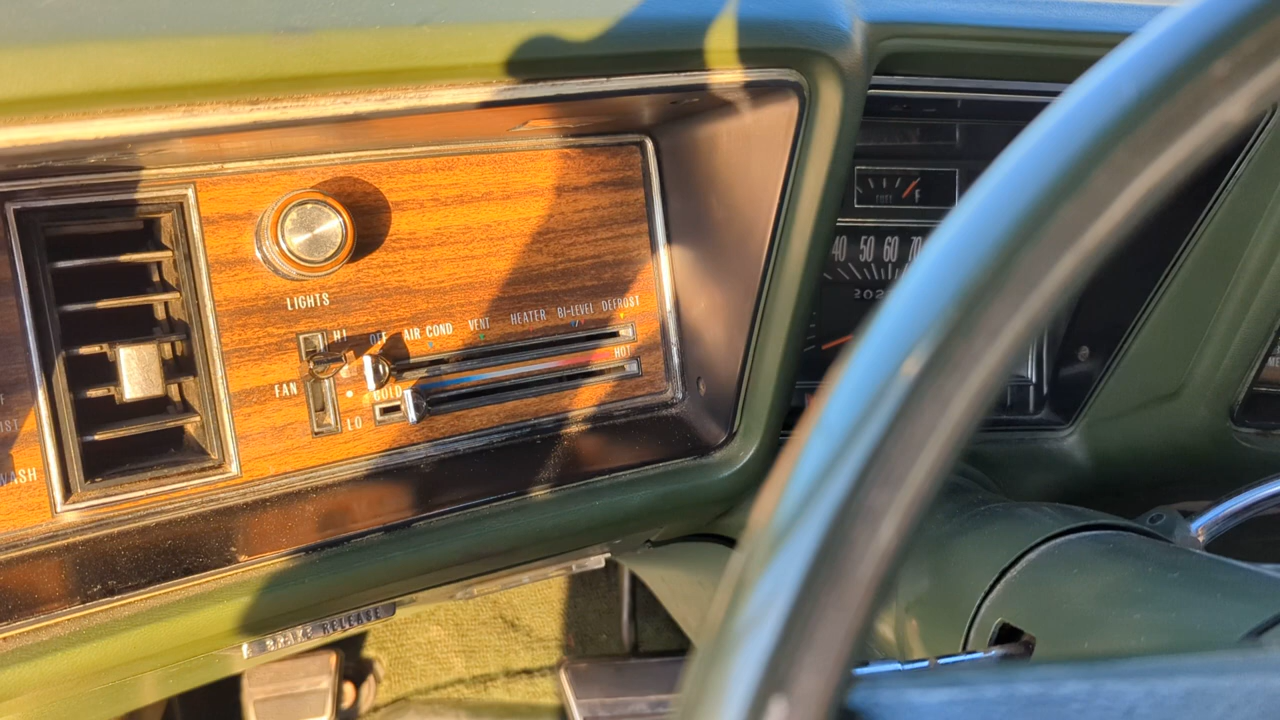 LIGHTS
HI
OFF AIR COND VENT HEATER BI-LEVEL DEFROST
FAN
COLD HOT
LO
BRAKE RELEASE
FUEL F
40 50 60 70